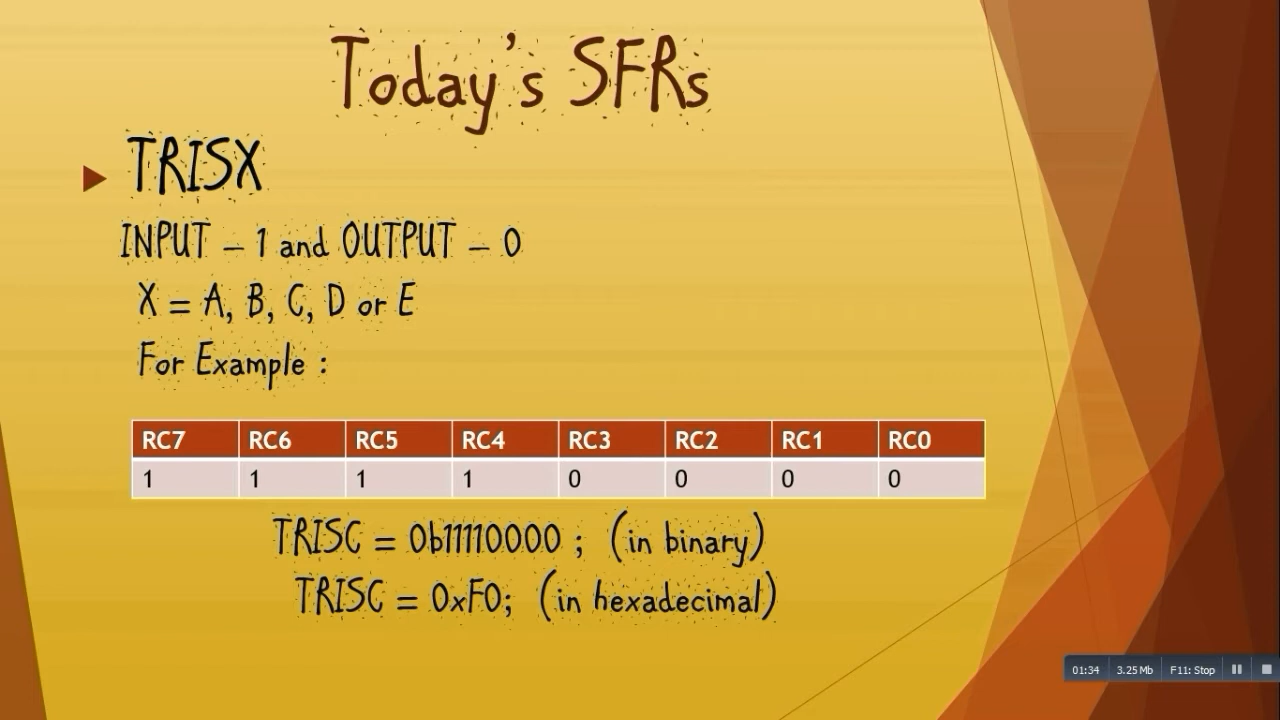 Today's SFRs
TRISX
INPUT – 1 and OUTPUT – 0
X = A, B, C, D or E
For Example :
RC7 RC6 RC5 RC4 RC3 RC2 RC1 RC0
1 1 1 1 0 0 0 0
TRISC = 0b11110000 ; (in binary)
TRISC = 0xF0; (in hexadecimal)
01:34 3.25 Mb F11: Stop